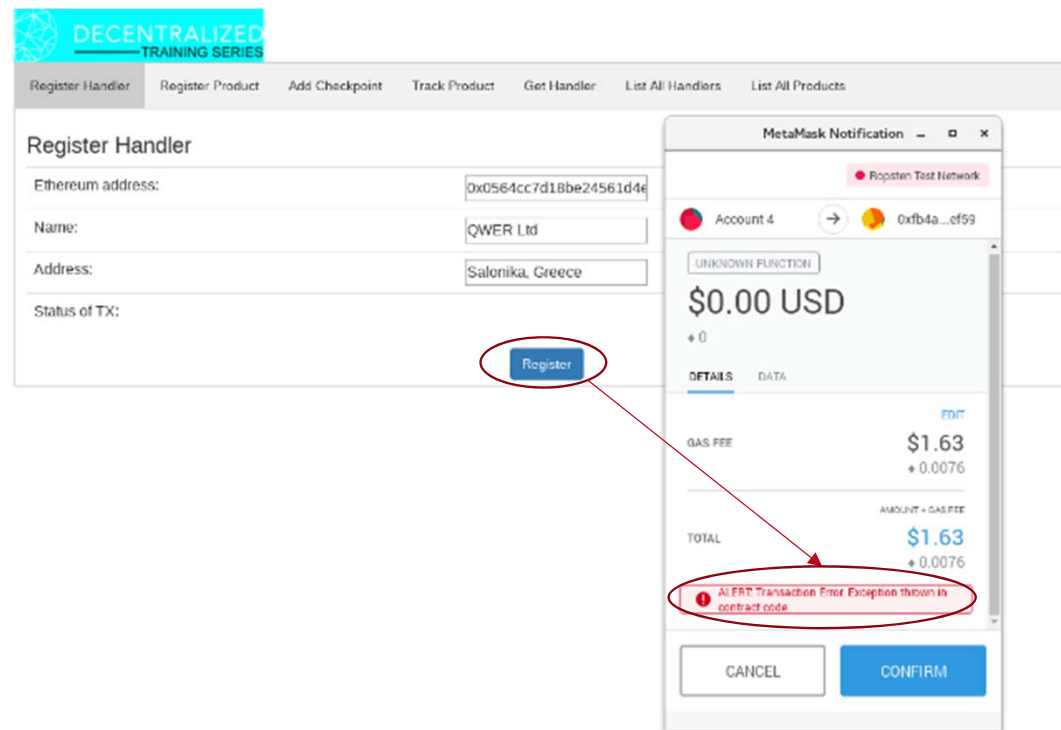 DECENTRALIZED
TRAINING SERIES
Register Handler Register Product Add Checkpoint Track Product Get Handler List All Handlers List All Products
Register Handler
Ethereum address: 0x0564cc7d18be24561d4e
Name: QWER Ltd
Address: Salonika, Greece
Status of TX:
Register
MetaMask Notification
Ropsten Test Network
Account 4 0xfb4a...ef59
UNKNOWN FUNCTION
$0.00 USD
0
DETAILS DATA
EDIT
GAS FEE $1.63
0.0076
AMOUNT + GAS FEE
TOTAL $1.63
0.0076
ALERT: Transaction Error. Exception thrown in
contract code
CANCEL CONFIRM